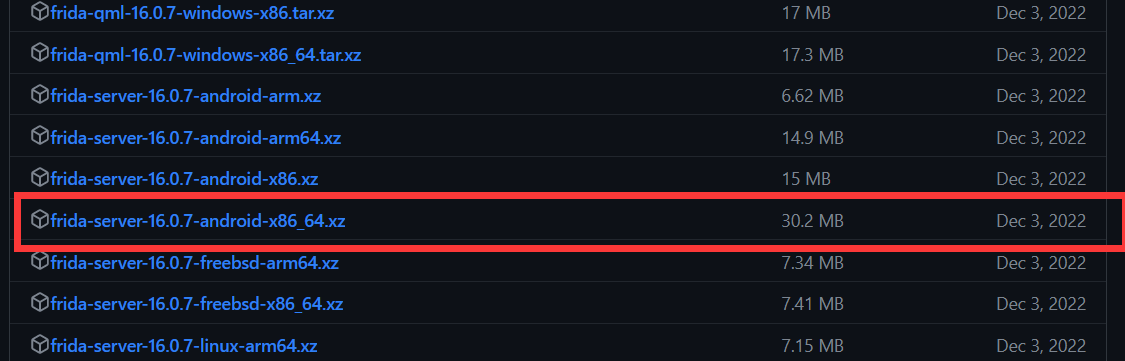 frida-qml-16.0.7-windows-x86.tar.xz 17 MB Dec 3, 2022
frida-qml-16.0.7-windows-x86_64.tar.xz 17.3 MB Dec 3, 2022
frida-server-16.0.7-android-arm.xz 6.62 MB Dec 3, 2022
frida-server-16.0.7-android-arm64.xz 14.9 MB Dec 3, 2022
frida-server-16.0.7-android-x86.xz 15 MB Dec 3, 2022
frida-server-16.0.7-android-x86_64.xz 30.2 MB Dec 3, 2022
frida-server-16.0.7-freebsd-arm64.xz 7.34 MB Dec 3, 2022
frida-server-16.0.7-freebsd-x86_64.xz 7.41 MB Dec 3, 2022
frida-server-16.0.7-linux-arm64.xz 7.15 MB Dec 3, 2022